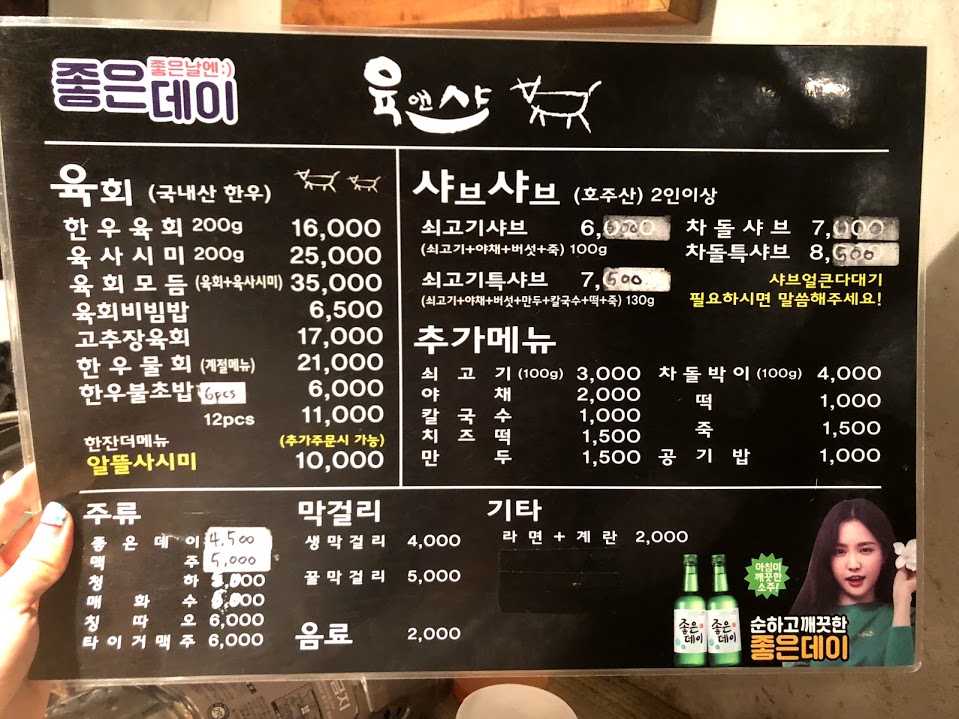 좋은날엔:)
좋은데이
육앤샤
육회 (국내산 한우)
한우육회 200g 16,000
육사시미 200g 25,000
육회모듬 (육회+육사시미) 35,000
육회비빔밥 6,500
고추장육회 17,000
한우물회 (계절메뉴) 21,000
한우불초밥 6pcs 6,000
12pcs 11,000
한잔더메뉴 (추가주문시 가능)
알뜰사시미 10,000
샤브샤브 (호주산) 2인이상
쇠고기샤브 6,000 차돌샤브 7,000
(쇠고기+야채+버섯+죽) 100g 차돌특샤브 8,500
쇠고기특샤브 7,500
(쇠고기+야채+버섯+만두+칼국수+떡+죽) 130g
샤브얼큰다대기
필요하시면 말씀해주세요!
추가메뉴
쇠고기 (100g) 3,000 차돌박이 (100g) 4,000
야채 2,000 떡 1,000
칼국수 1,000 죽 1,500
치즈떡 1,500
만두 1,500 공기밥 1,000
주류
좋은데이 4,500
맥주 5,000
청하
매화수
칭따오 6,000
타이거맥주 6,000
막걸리
생막걸리 4,000
꿀막걸리 5,000
음료 2,000
기타
라면+계란 2,000
아침이
깨끗한
소주!
좋은데이
좋은데이
순하고깨끗한
좋은데이